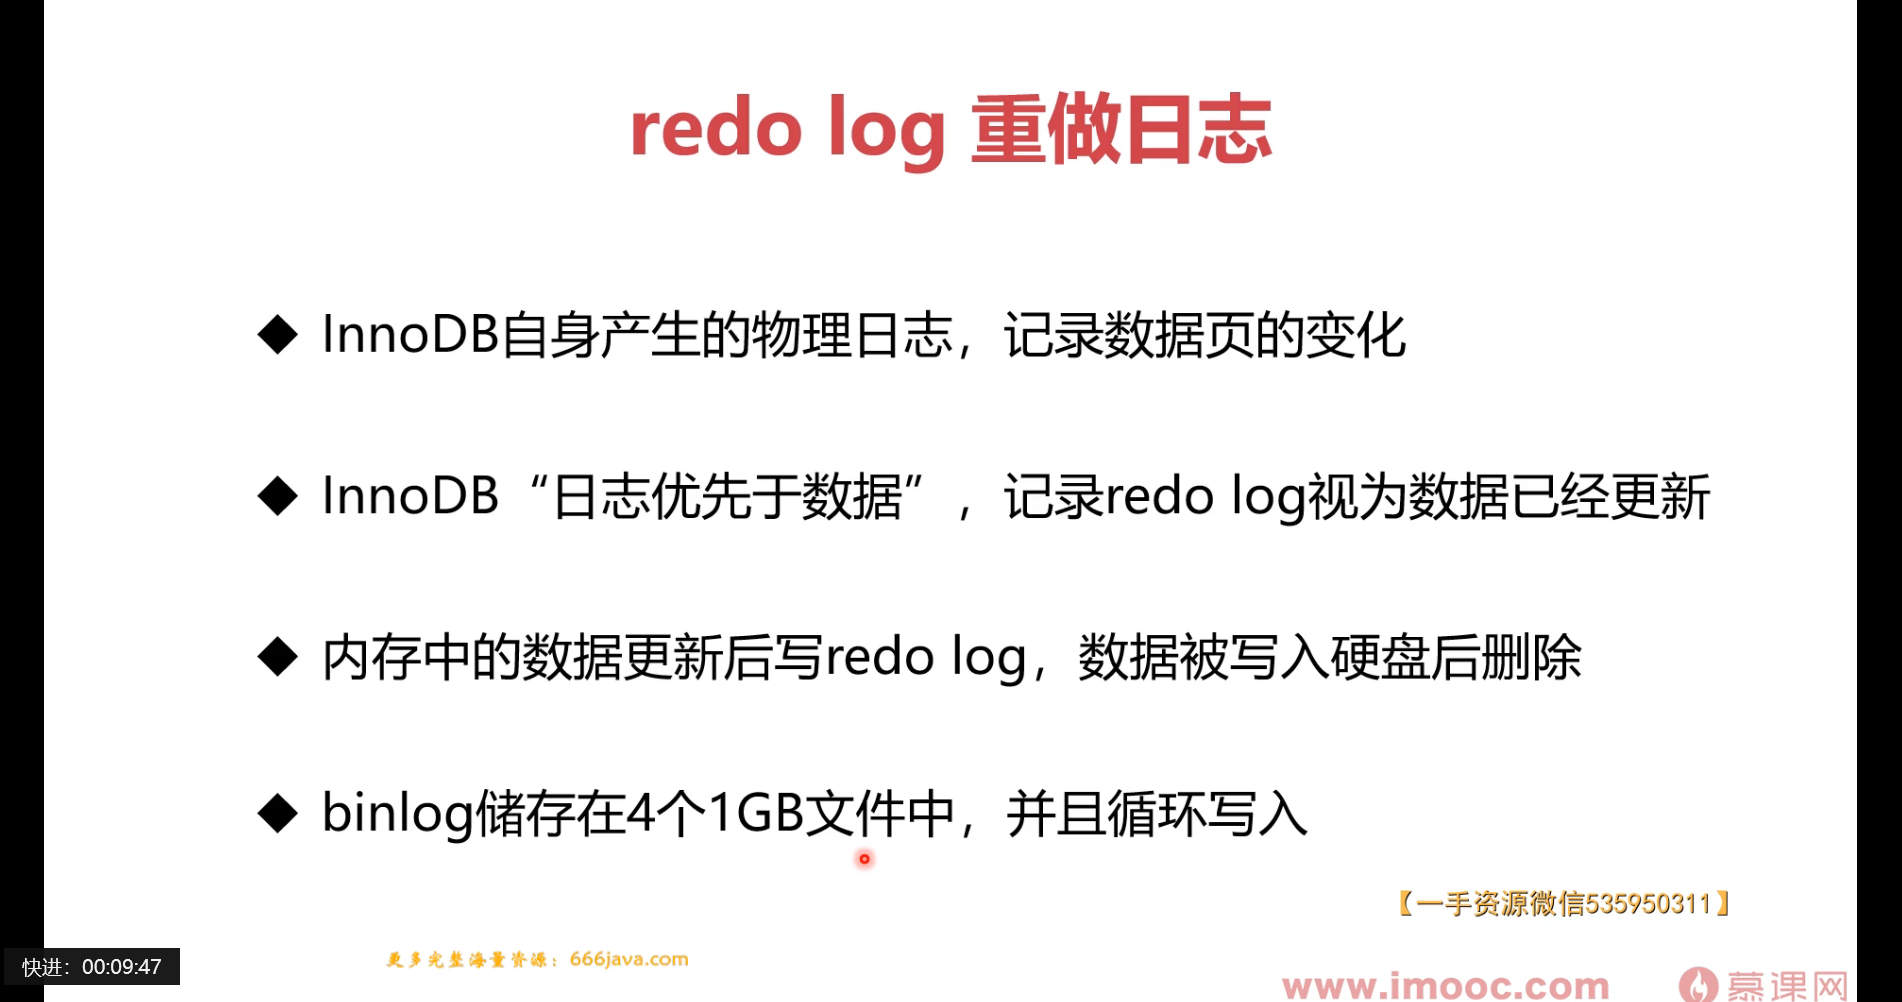 redo log 重做日志
InnoDB自身产生的物理日志，记录数据页的变化
InnoDB“日志优先于数据”，记录redo log视为数据已经更新
内存中的数据更新后写redo log，数据被写入硬盘后删除
binlog储存在4个1GB文件中，并且循环写入
【一手资源微信535950311】
更多完整海量资源：666java.com
快进：00:09:47
www.imooc.com 慕课网